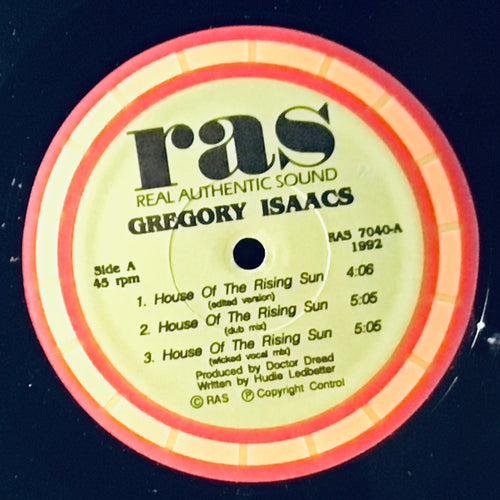 ras
REAL AUTHENTIC SOUND
GREGORY ISAACS
RAS 7040-A
1992
Side A
45 rpm
1. House Of The Rising Sun 4:06
(edited version)
2. House Of The Rising Sun 5:05
(dub mix)
3. House Of The Rising Sun 5:05
(wicked vocal mix)
Produced by Doctor Dread
Written by Hudie Ledbetter
© RAS ℗ Copyright Control